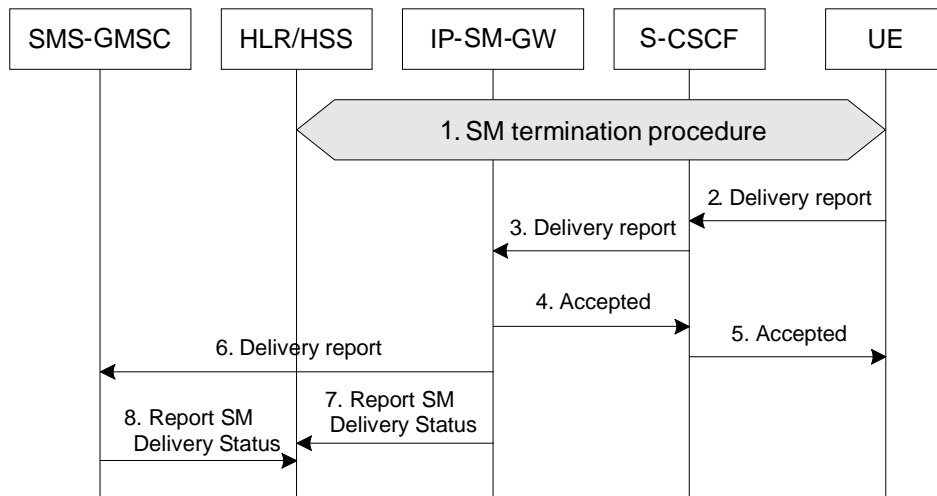 SMS-GMSC
HLR/HSS
IP-SM-GW
S-CSCF
UE
1. SM termination procedure
2. Delivery report
3. Delivery report
4. Accepted
5. Accepted
6. Delivery report
7. Report SM
Delivery Status
8. Report SM
Delivery Status